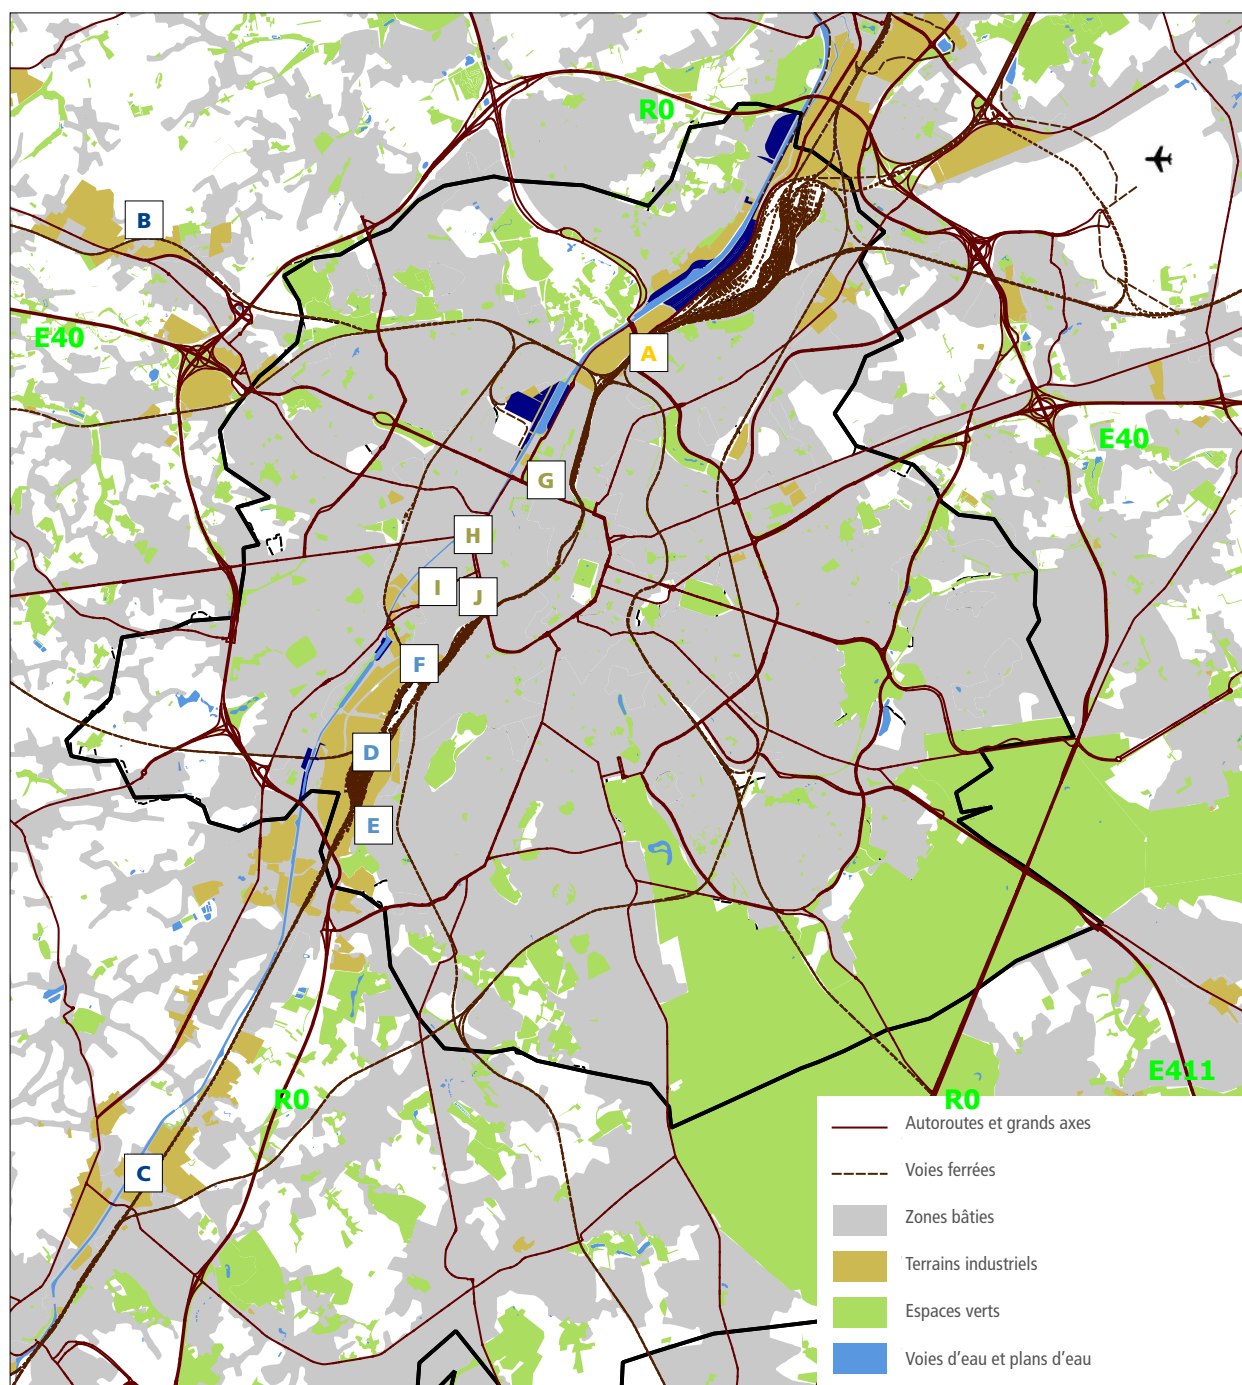 R0
B
E40
A
E40
G
H
I
J
F
D
E
E411
R0
R0
C
Autoroutes et grands axes
Voies ferrées
Zones bâties
Terrains industriels
Espaces verts
Voies d'eau et plans d'eau